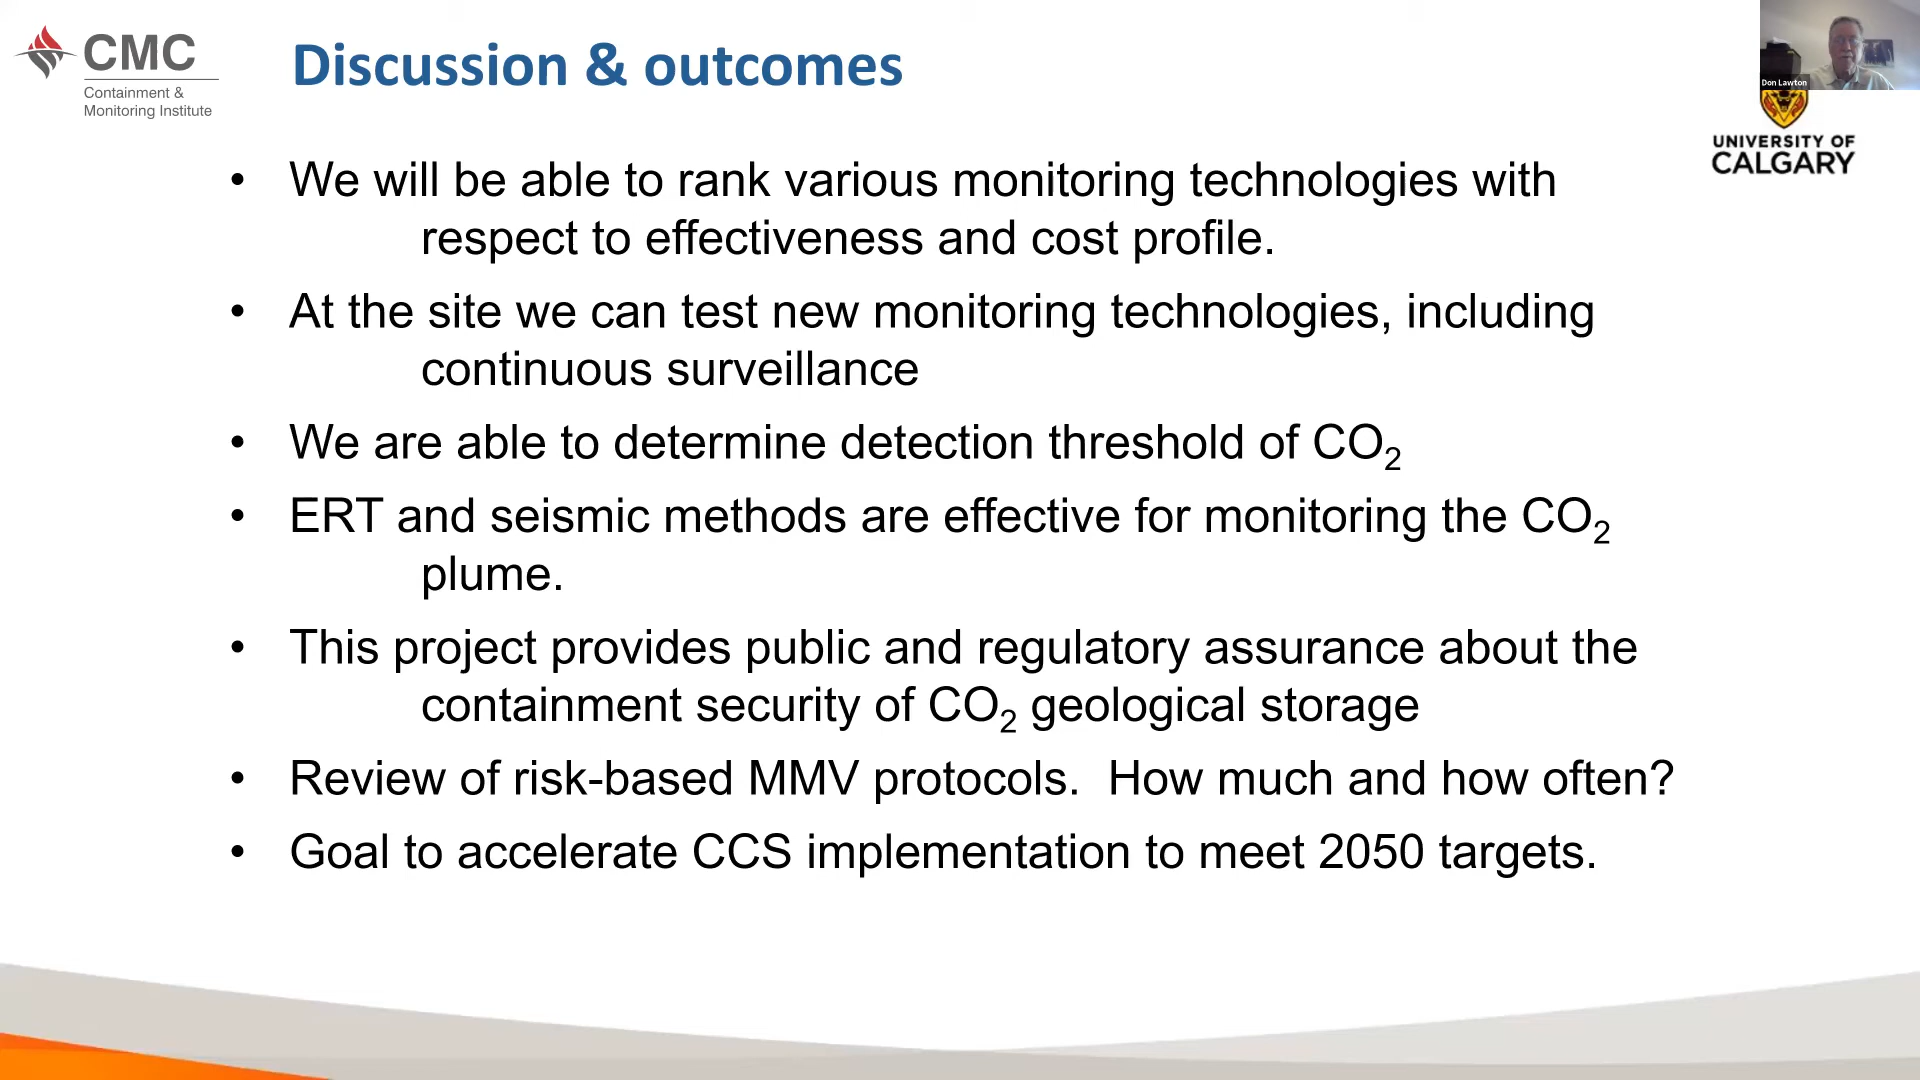 CMC
Containment &
Monitoring Institute
Discussion & outcomes
Don Lawton
UNIVERSITY OF
CALGARY
• We will be able to rank various monitoring technologies with
respect to effectiveness and cost profile.
• At the site we can test new monitoring technologies, including
continuous surveillance
• We are able to determine detection threshold of CO₂
• ERT and seismic methods are effective for monitoring the CO₂
plume.
• This project provides public and regulatory assurance about the
containment security of CO₂ geological storage
• Review of risk-based MMV protocols.  How much and how often?
• Goal to accelerate CCS implementation to meet 2050 targets.